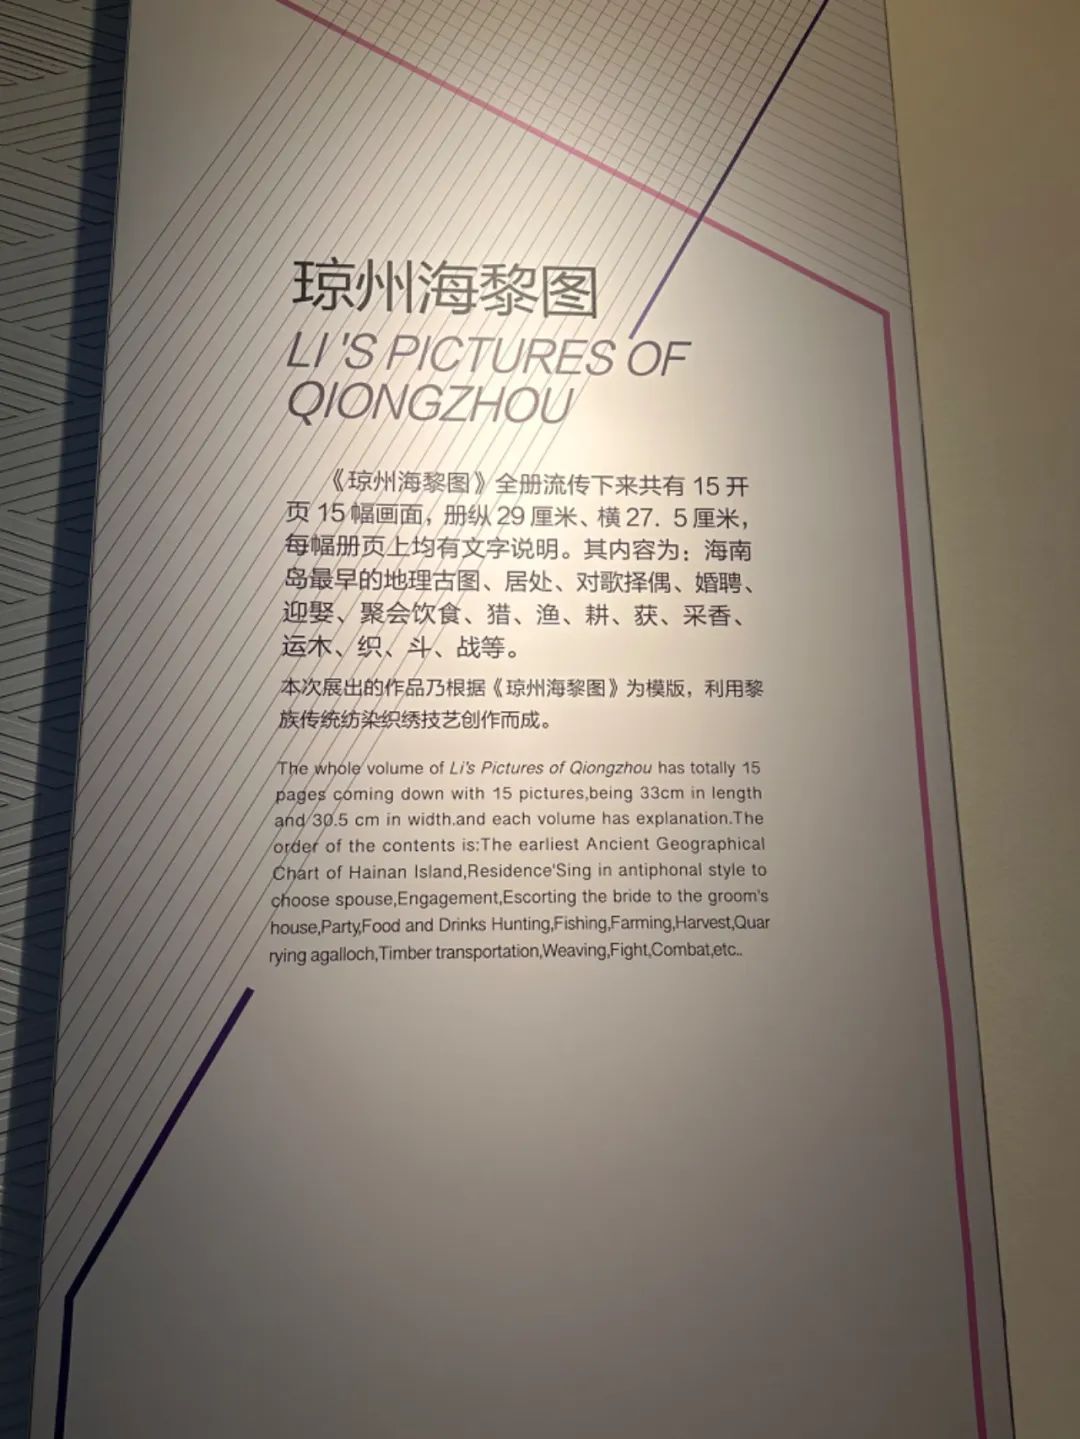 琼州海黎图
LI 'S PICTURES OF
QIONGZHOU
《琼州海黎图》全册流传下来共有 15 开
页 15 幅画面，册纵 29 厘米、横 27. 5 厘米，
每幅册页上均有文字说明。其内容为：海南
岛最早的地理古图、居处、对歌择偶、婚聘、
迎娶、聚会饮食、猎、渔、耕、获、采香、
运木、织、斗、战等。
本次展出的作品乃根据《琼州海黎图》为模版，利用黎
族传统纺染织绣技艺创作而成。
The whole volume of Li's Pictures of Qiongzhou has totally 15
pages coming down with 15 pictures,being 33cm in length
and 30.5 cm in width.and each volume has explanation.The
order of the contents is:The earliest Ancient Geographical
Chart of Hainan Island,Residence'Sing in antiphonal style to
choose spouse,Engagement,Escorting the bride to the groom's
house,Party,Food and Drinks Hunting,Fishing,Farming,Harvest,Quar
rying agalloch,Timber transportation,Weaving,Fight,Combat,etc..